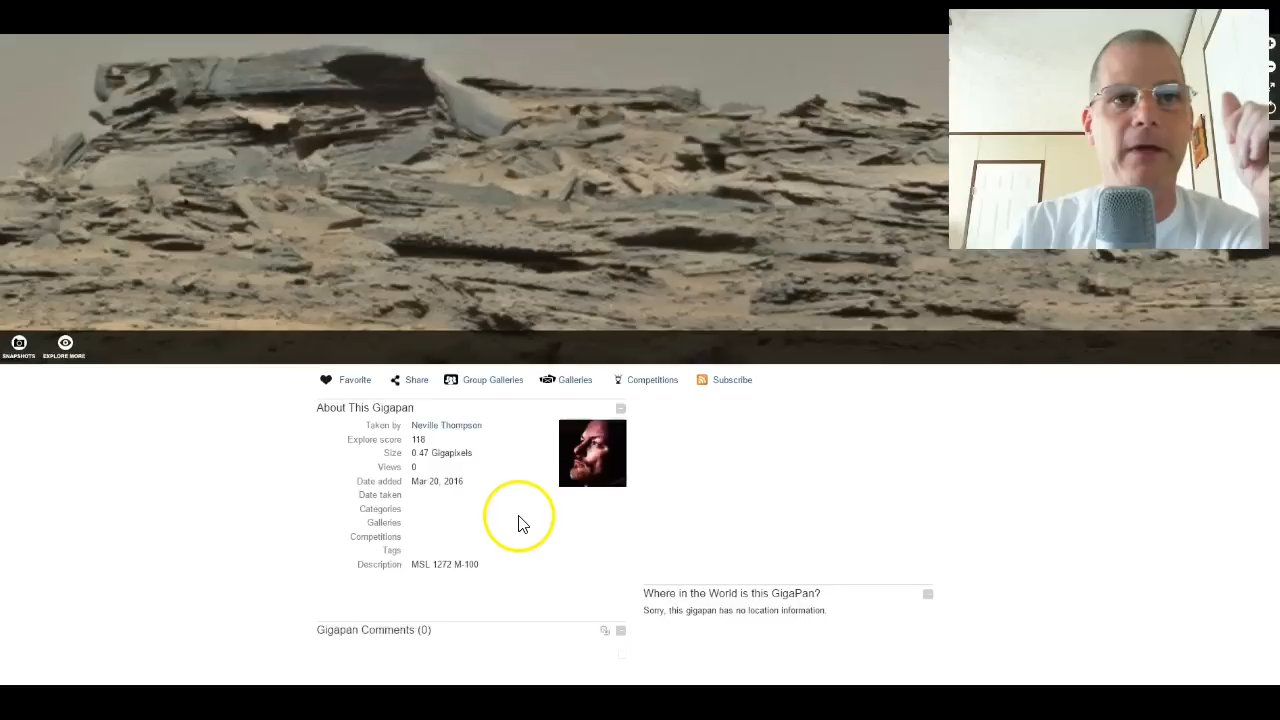 SNAPSHOTS EXPLORE MORE
Favorite Share Group Galleries Galleries Competitions Subscribe
About This Gigapan
Taken by Neville Thompson
Explore score 118
Size 0.47 Gigapixels
Views 0
Date added Mar 20, 2016
Date taken
Categories
Galleries
Competitions
Tags
Description MSL 1272 M-100
Where in the World is this GigaPan?
Sorry, this gigapan has no location information.
Gigapan Comments (0)